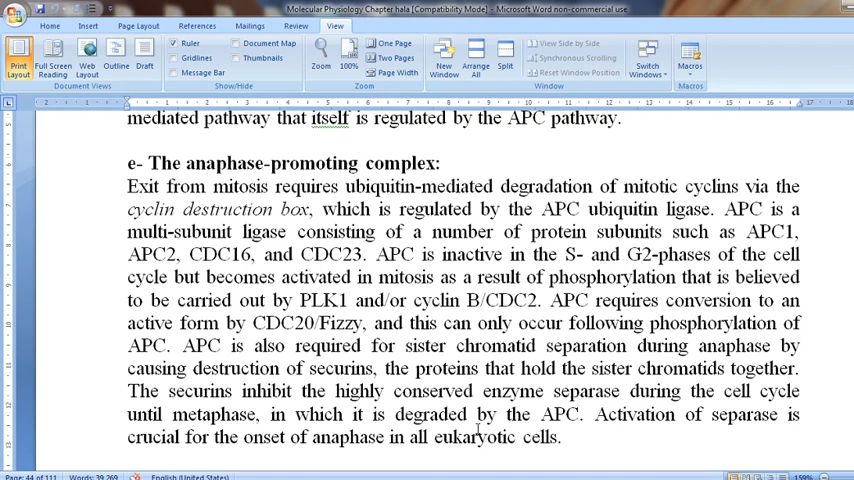 Molecular Physiology Chapter hala [Compatibility Mode] - Microsoft Word non-commercial use
Home Insert Page Layout References Mailings Review View
Ruler Document Map One Page View Side by Side
Gridlines Thumbnails Two Pages Synchronous Scrolling
Message Bar Page Width Reset Window Position
Print Layout Full Screen Reading Web Layout Outline Draft Zoom 100% New Window Arrange All Split Switch Windows Macros
Document Views Show/Hide Zoom Window Macros
mediated pathway that itself is regulated by the APC pathway.
e- The anaphase-promoting complex:
Exit from mitosis requires ubiquitin-mediated degradation of mitotic cyclins via the
cyclin destruction box, which is regulated by the APC ubiquitin ligase. APC is a
multi-subunit ligase consisting of a number of protein subunits such as APC1,
APC2, CDC16, and CDC23. APC is inactive in the S- and G2-phases of the cell
cycle but becomes activated in mitosis as a result of phosphorylation that is believed
to be carried out by PLK1 and/or cyclin B/CDC2. APC requires conversion to an
active form by CDC20/Fizzy, and this can only occur following phosphorylation of
APC. APC is also required for sister chromatid separation during anaphase by
causing destruction of securins, the proteins that hold the sister chromatids together.
The securins inhibit the highly conserved enzyme separase during the cell cycle
until metaphase, in which it is degraded by the APC. Activation of separase is
crucial for the onset of anaphase in all eukaryotic cells.
Page: 44 of 111 Words: 39,269 English (United States) 159%